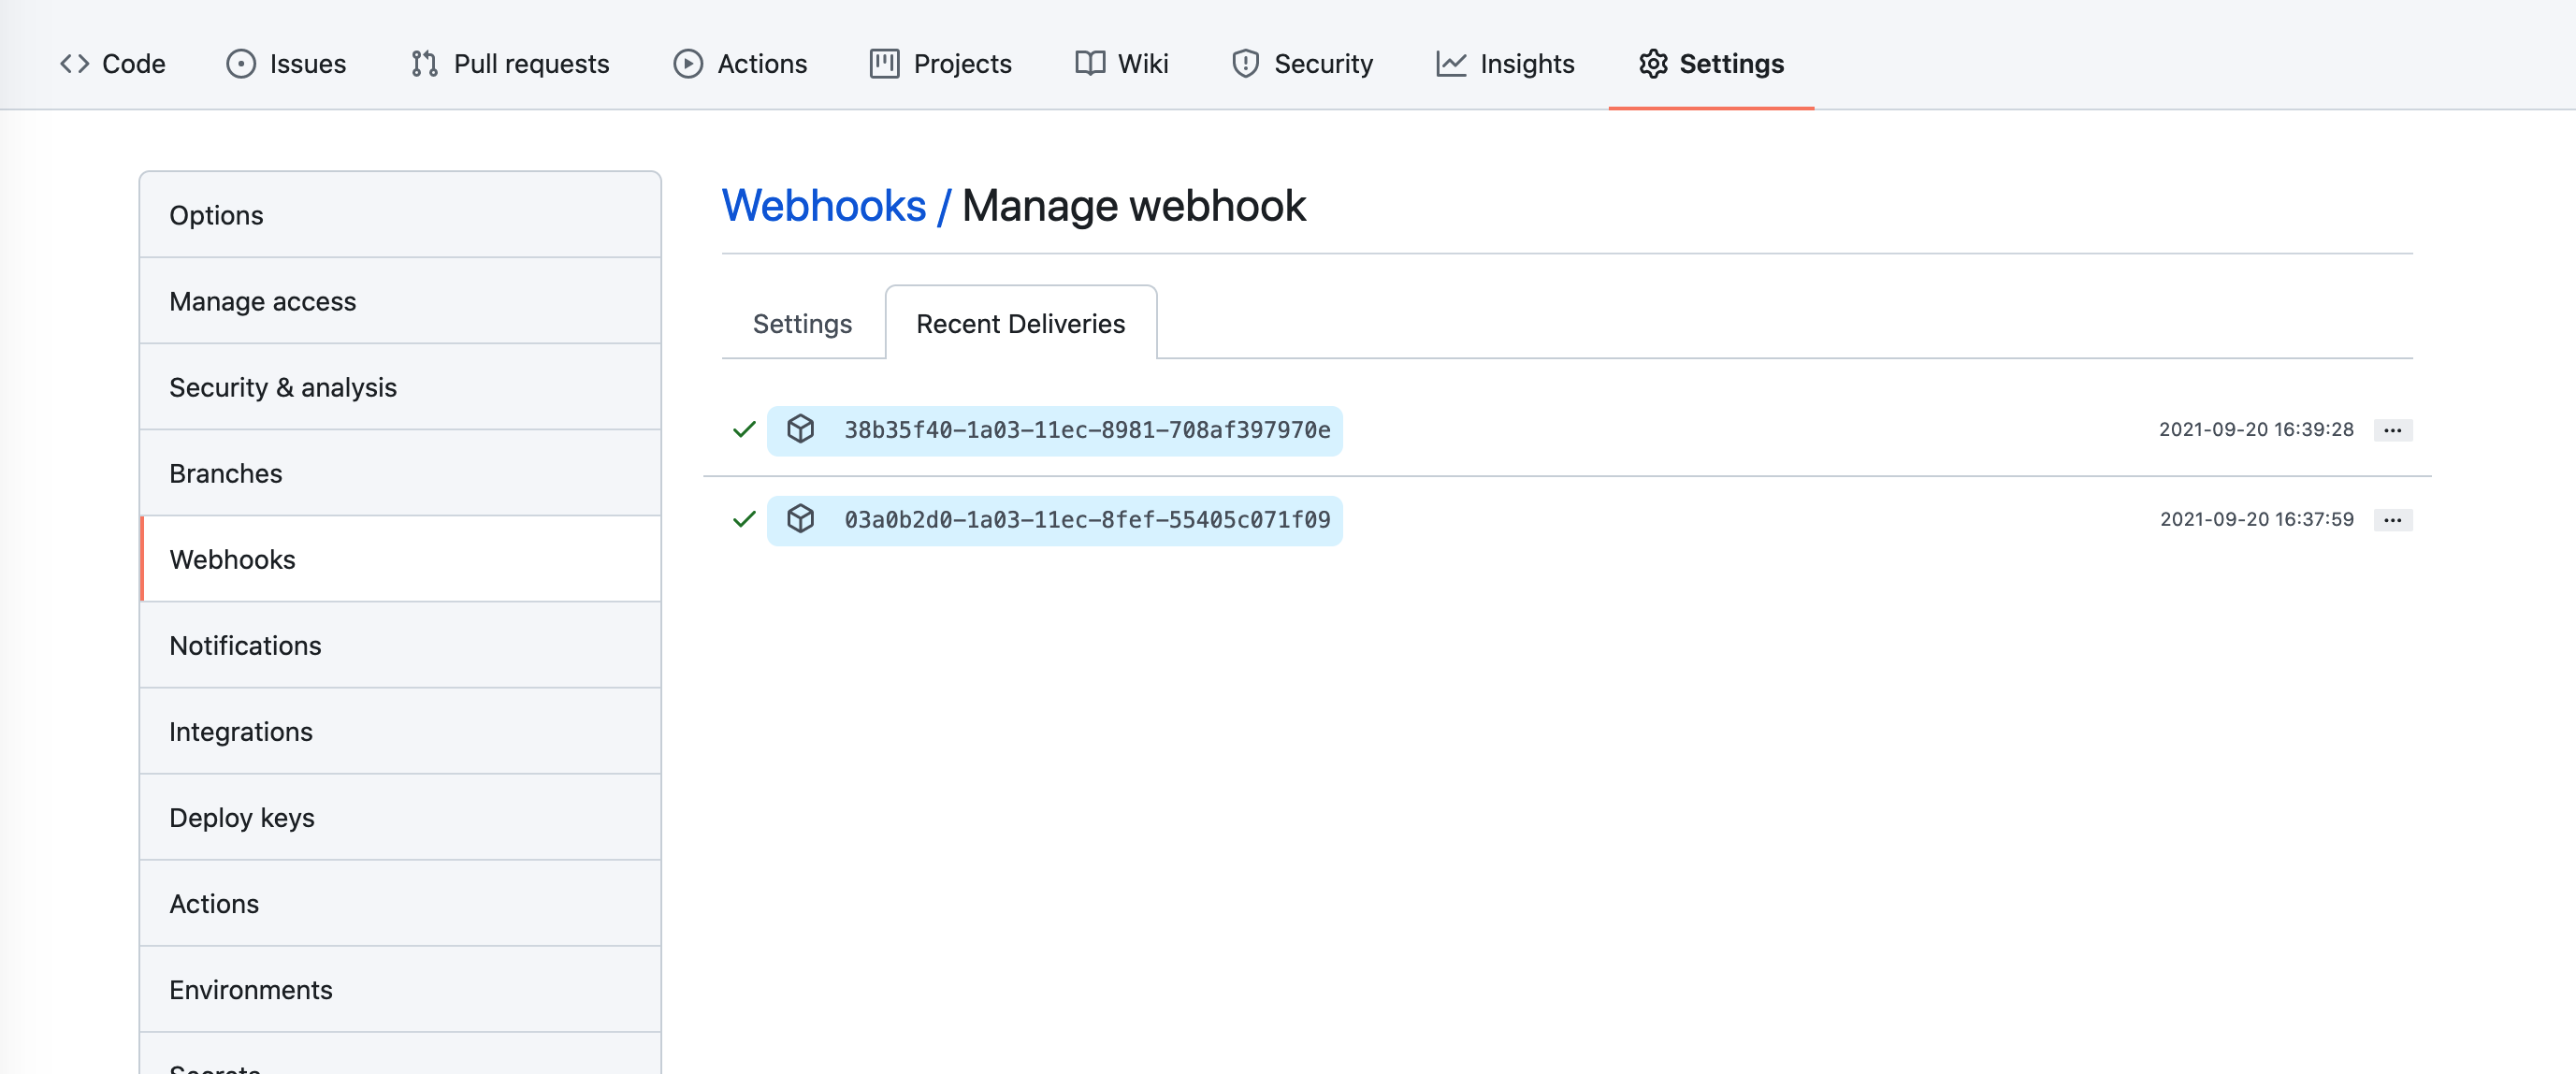 Code Issues Pull requests Actions Projects Wiki Security Insights Settings
Options
Manage access
Security & analysis
Branches
Webhooks
Notifications
Integrations
Deploy keys
Actions
Environments
Secrets
Webhooks / Manage webhook
Settings Recent Deliveries
38b35f40-1a03-11ec-8981-708af397970e 2021-09-20 16:39:28 ...
03a0b2d0-1a03-11ec-8fef-55405c071f09 2021-09-20 16:37:59 ...